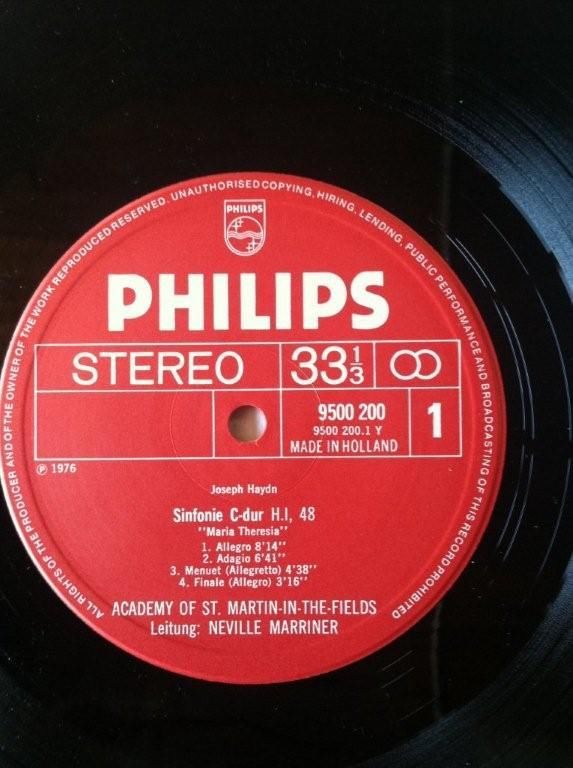 ALL RIGHTS OF THE PRODUCER AND OF THE OWNER OF THE WORK REPRODUCED RESERVED. UNAUTHORISED COPYING, HIRING, LENDING, PUBLIC PERFORMANCE AND BROADCASTING OF THIS RECORD PROHIBITED
PHILIPS
PHILIPS
STEREO 33 1/3
9500 200
9500 200.1 Y
MADE IN HOLLAND
1
℗ 1976
Joseph Haydn
Sinfonie C-dur H.I, 48
"Maria Theresia"
1. Allegro 8'14"
2. Adagio 6'41"
3. Menuet (Allegretto) 4'38"
4. Finale (Allegro) 3'16"
ACADEMY OF ST. MARTIN-IN-THE-FIELDS
Leitung: NEVILLE MARRINER